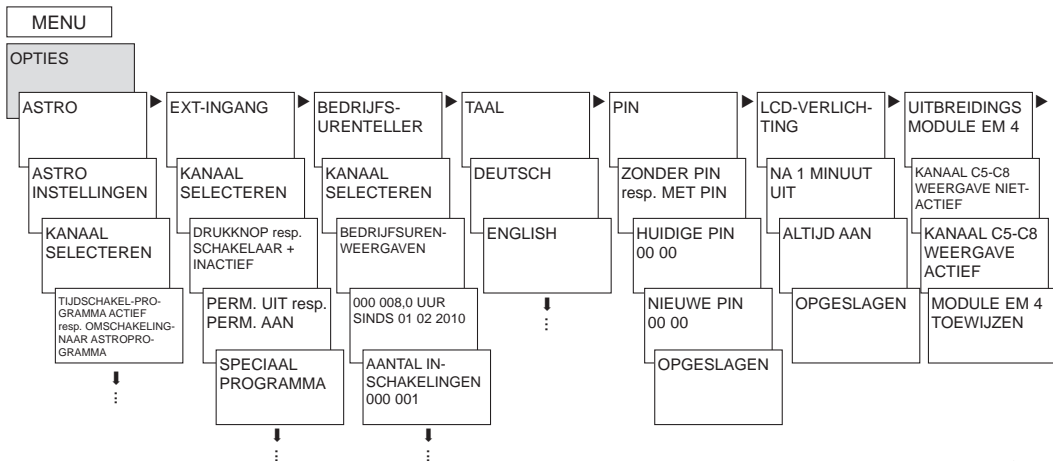 MENU
OPTIES
ASTRO
ASTRO
INSTELLINGEN
KANAAL
SELECTEREN
TIJDSCHAKEL-PRO-
GRAMMA ACTIEF
resp. OMSCHAKELING-
NAAR ASTROPRO-
GRAMMA
EXT-INGANG
KANAAL
SELECTEREN
DRUKKNOP resp.
SCHAKELAAR +
INACTIEF
PERM. UIT resp.
PERM. AAN
SPECIAAL
PROGRAMMA
BEDRIJFS-
URENTELLER
KANAAL
SELECTEREN
BEDRIJFSUREN-
WEERGAVEN
000 008,0 UUR
SINDS 01 02 2010
AANTAL IN-
SCHAKELINGEN
000 001
TAAL
DEUTSCH
ENGLISH
PIN
ZONDER PIN
resp. MET PIN
HUIDIGE PIN
00 00
NIEUWE PIN
00 00
OPGESLAGEN
LCD-VERLICH-
TING
NA 1 MINUUT
UIT
ALTIJD AAN
OPGESLAGEN
UITBREIDINGS
MODULE EM 4
KANAAL C5-C8
WEERGAVE NIET-
ACTIEF
KANAAL C5-C8
WEERGAVE
ACTIEF
MODULE EM 4
TOEWIJZEN